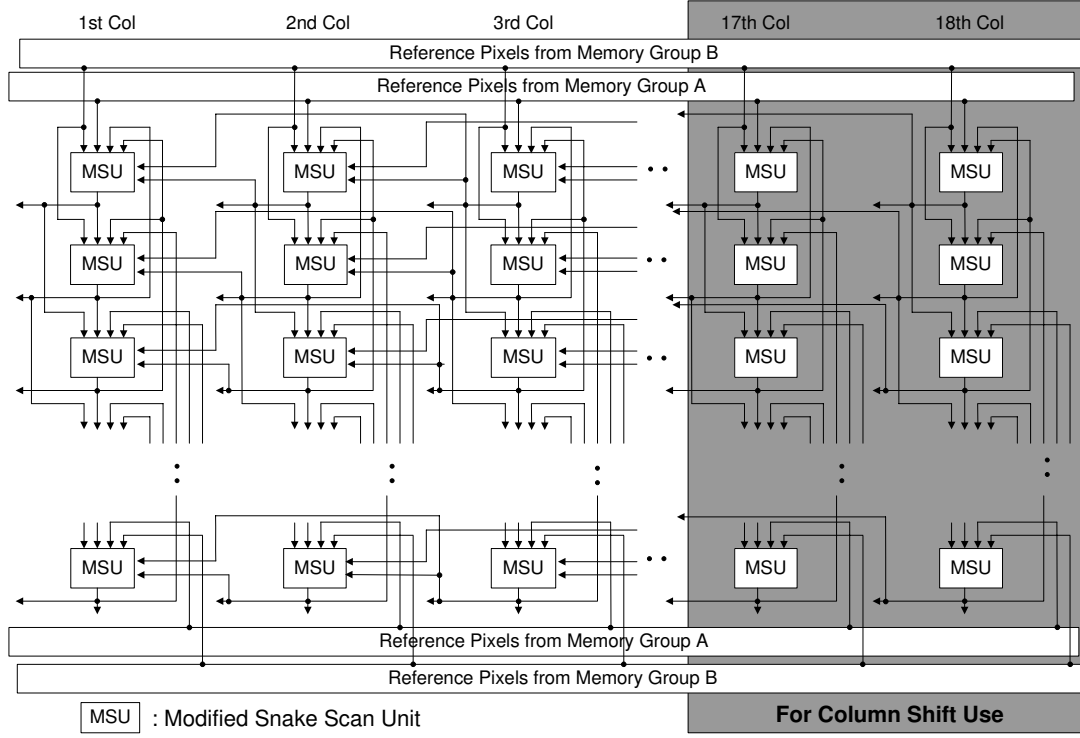 1st Col 2nd Col 3rd Col 17th Col 18th Col
Reference Pixels from Memory Group B
Reference Pixels from Memory Group A
MSU MSU MSU MSU MSU
MSU MSU MSU MSU MSU
MSU MSU MSU MSU MSU
MSU MSU MSU MSU MSU
Reference Pixels from Memory Group A
Reference Pixels from Memory Group B
MSU : Modified Snake Scan Unit
For Column Shift Use